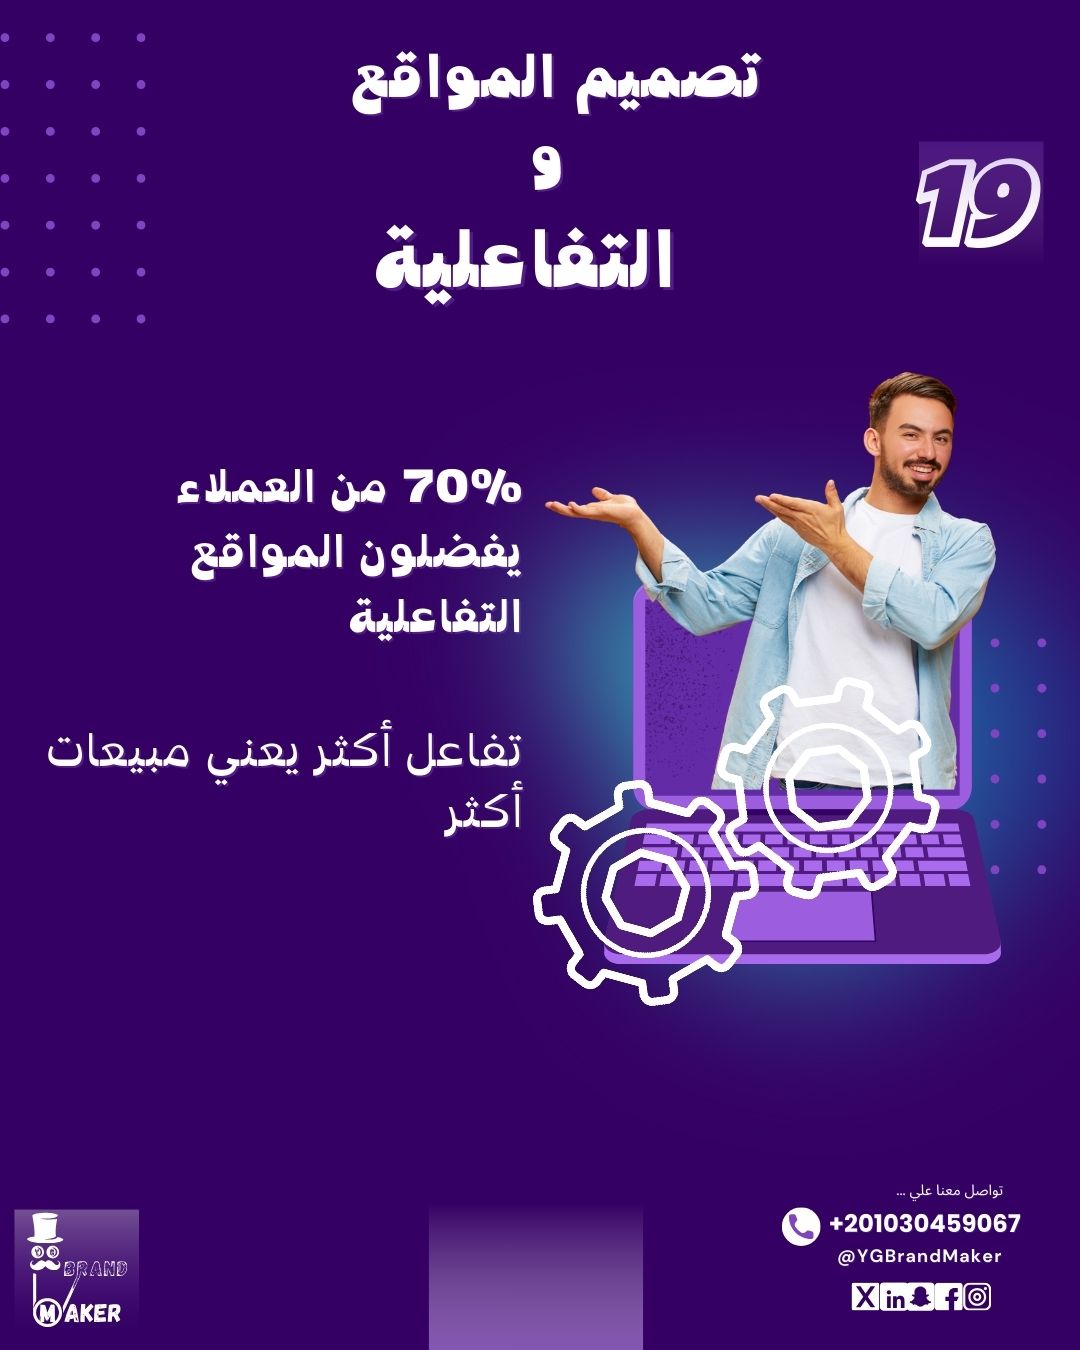 تصميم المواقع
و
التفاعلية
19
70% من العملاء
يفضلون المواقع
التفاعلية
تفاعل أكثر يعني مبيعات
أكثر
تواصل معنا علي ...
+201030459067
@YGBrandMaker
BRAND
MAKER